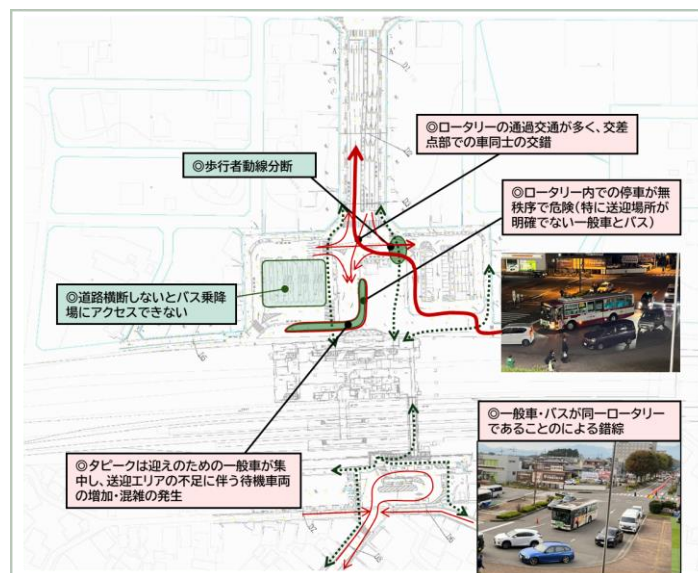 ◎ロータリーの通過交通が多く、交差
点部での車同士の交錯
◎歩行者動線分断
◎ロータリー内での停車が無
秩序で危険(特に送迎場所が
明確でない一般車とバス)
◎道路横断しないとバス乗降
場にアクセスできない
◎一般車・バスが同一ロータリー
であることのによる錯綜
◎タピークは迎えのための一般車が集
中し、送迎エリアの不足に伴う待機車両
の増加・混雑の発生